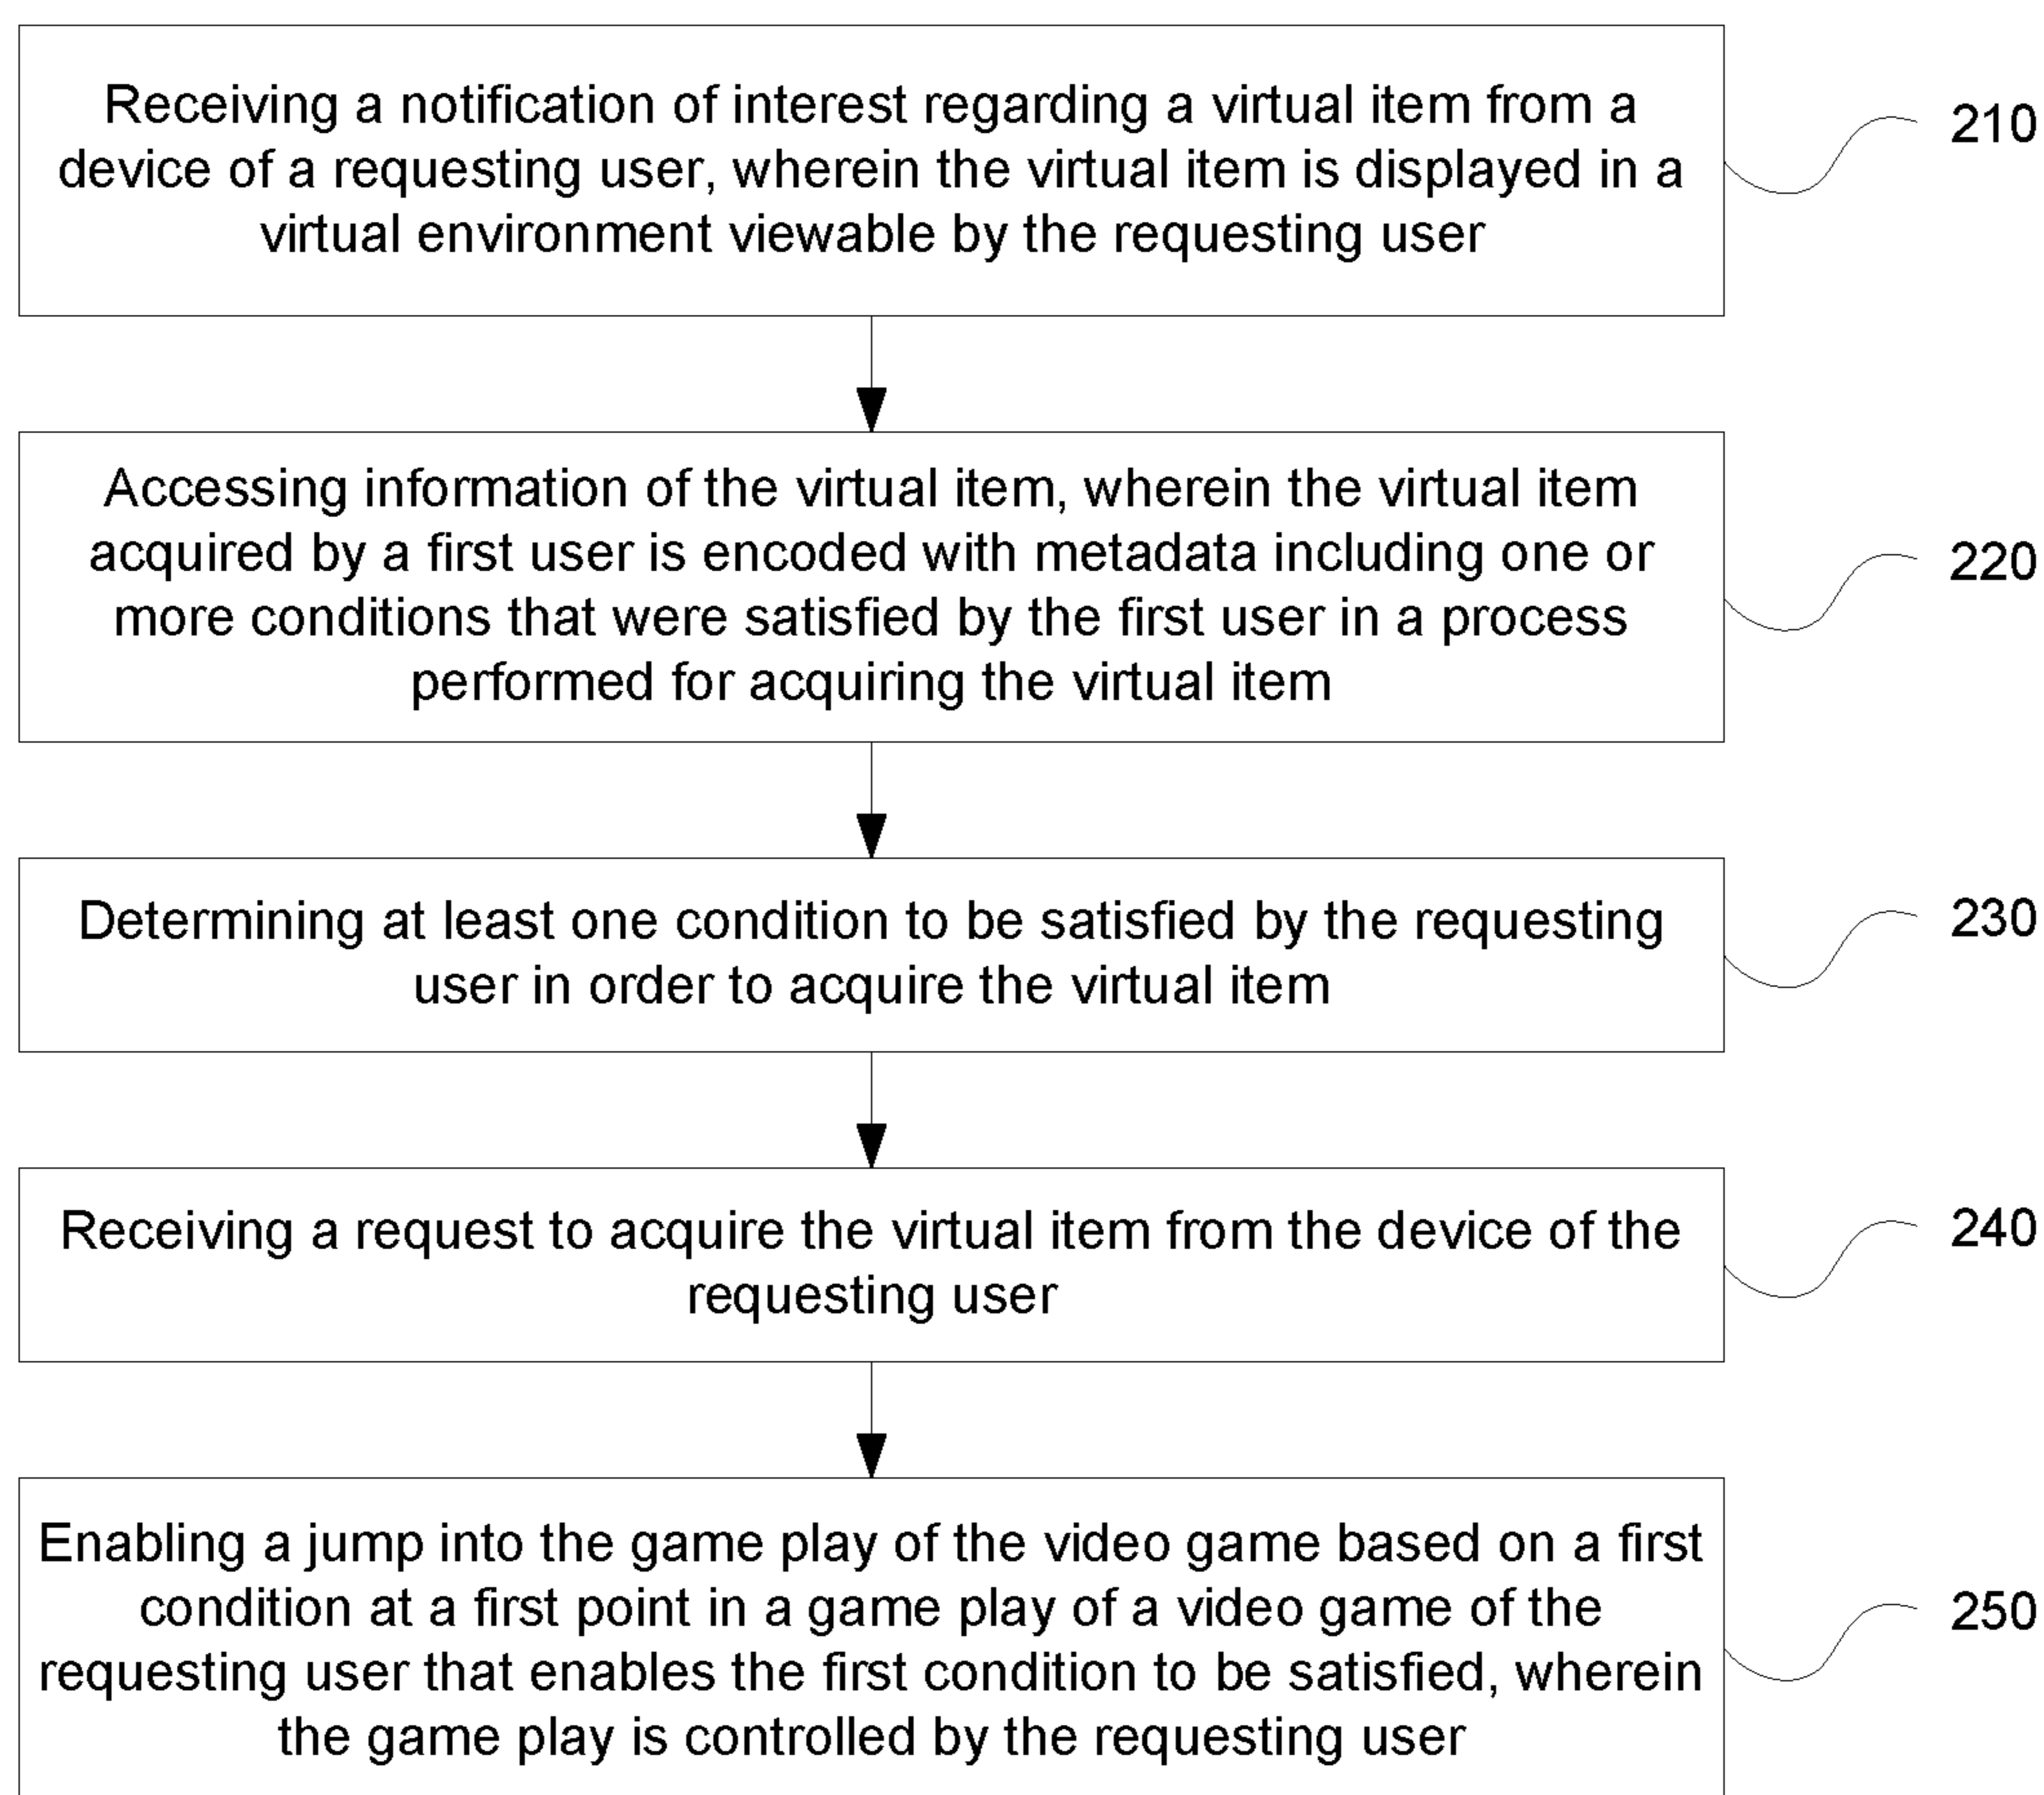 Receiving a notification of interest regarding a virtual item from a
device of a requesting user, wherein the virtual item is displayed in a
virtual environment viewable by the requesting user
210
Accessing information of the virtual item, wherein the virtual item
acquired by a first user is encoded with metadata including one or
more conditions that were satisfied by the first user in a process
performed for acquiring the virtual item
220
Determining at least one condition to be satisfied by the requesting
user in order to acquire the virtual item
230
Receiving a request to acquire the virtual item from the device of the
requesting user
240
Enabling a jump into the game play of the video game based on a first
condition at a first point in a game play of a video game of the
requesting user that enables the first condition to be satisfied, wherein
the game play is controlled by the requesting user
250